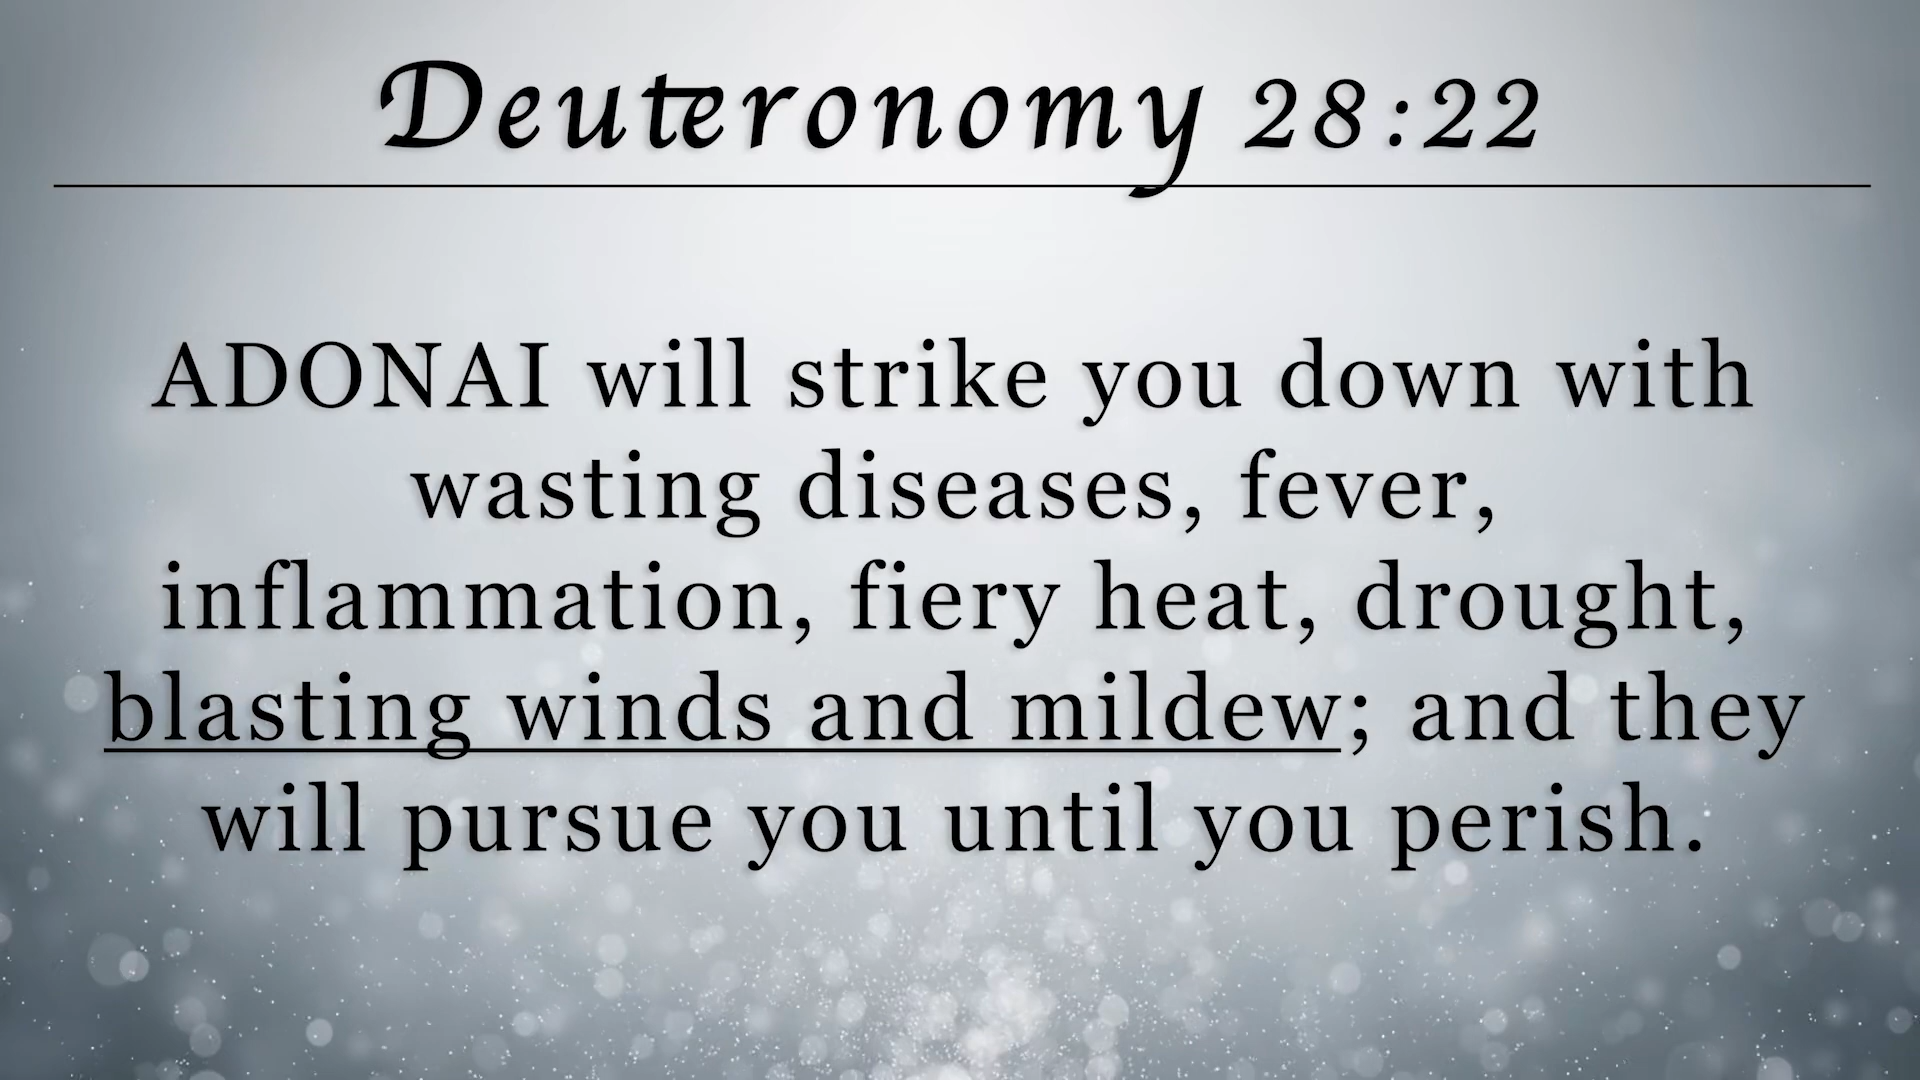 Deuteronomy 28:22
ADONAI will strike you down with
wasting diseases, fever,
inflammation, fiery heat, drought,
blasting winds and mildew; and they
will pursue you until you perish.